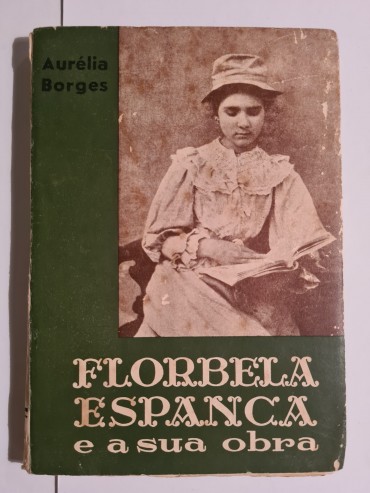 Aurélia
Borges
FLORBELA
ESPANCA
e a sua obra